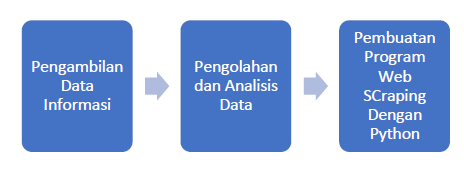 Pengambilan
Data
Informasi
Pengolahan
dan Analisis
Data
Pembuatan
Program
Web
SCraping
Dengan
Python